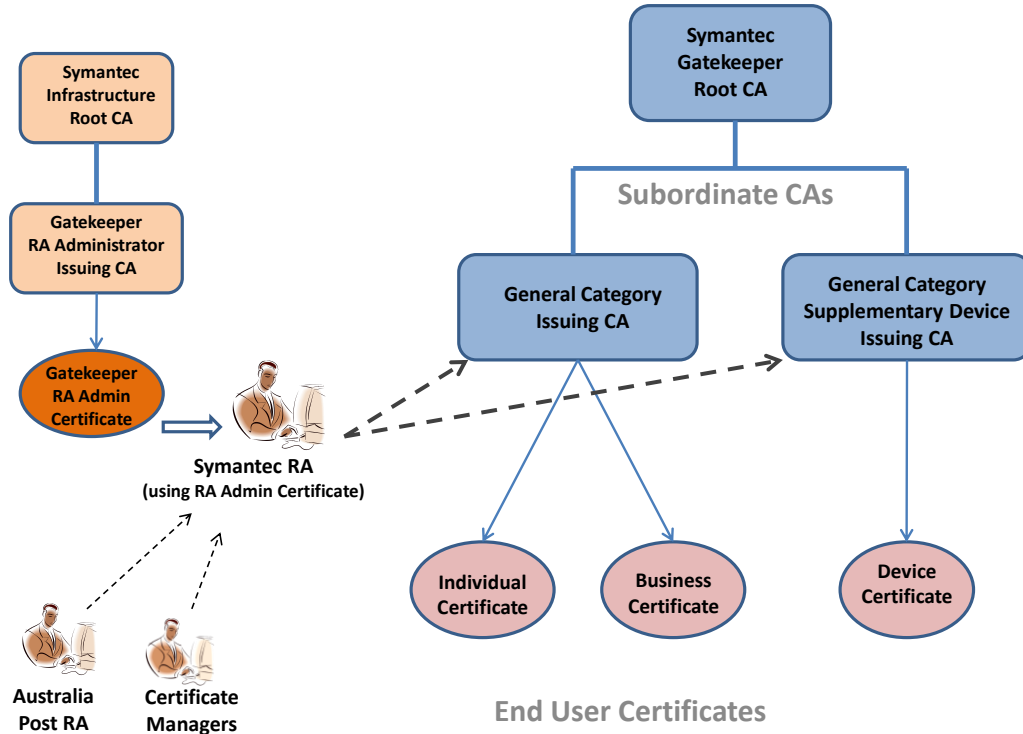 Symantec
Infrastructure
Root CA
Gatekeeper
RA Administrator
Issuing CA
Gatekeeper
RA Admin
Certificate
Symantec RA
(using RA Admin Certificate)
Australia
Post RA
Certificate
Managers
Symantec
Gatekeeper
Root CA
Subordinate CAs
General Category
Issuing CA
General Category
Supplementary Device
Issuing CA
Individual
Certificate
Business
Certificate
Device
Certificate
End User Certificates